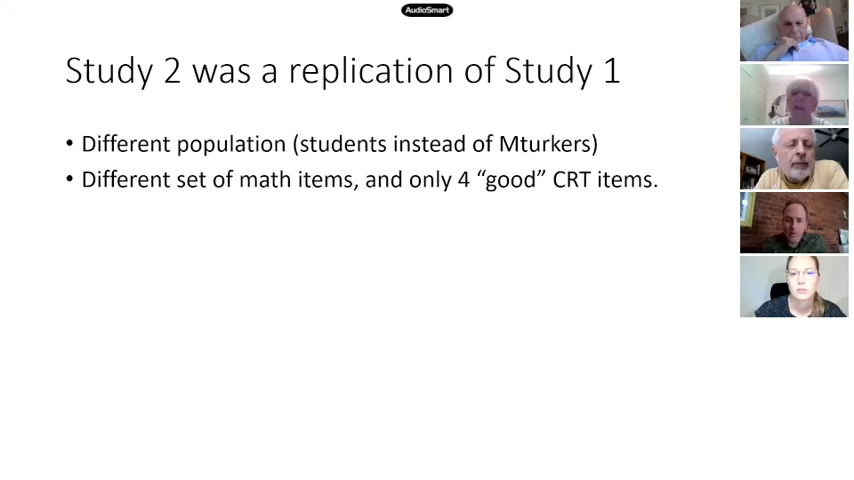 AudioSmart
Study 2 was a replication of Study 1
• Different population (students instead of Mturkers)
• Different set of math items, and only 4 “good” CRT items.